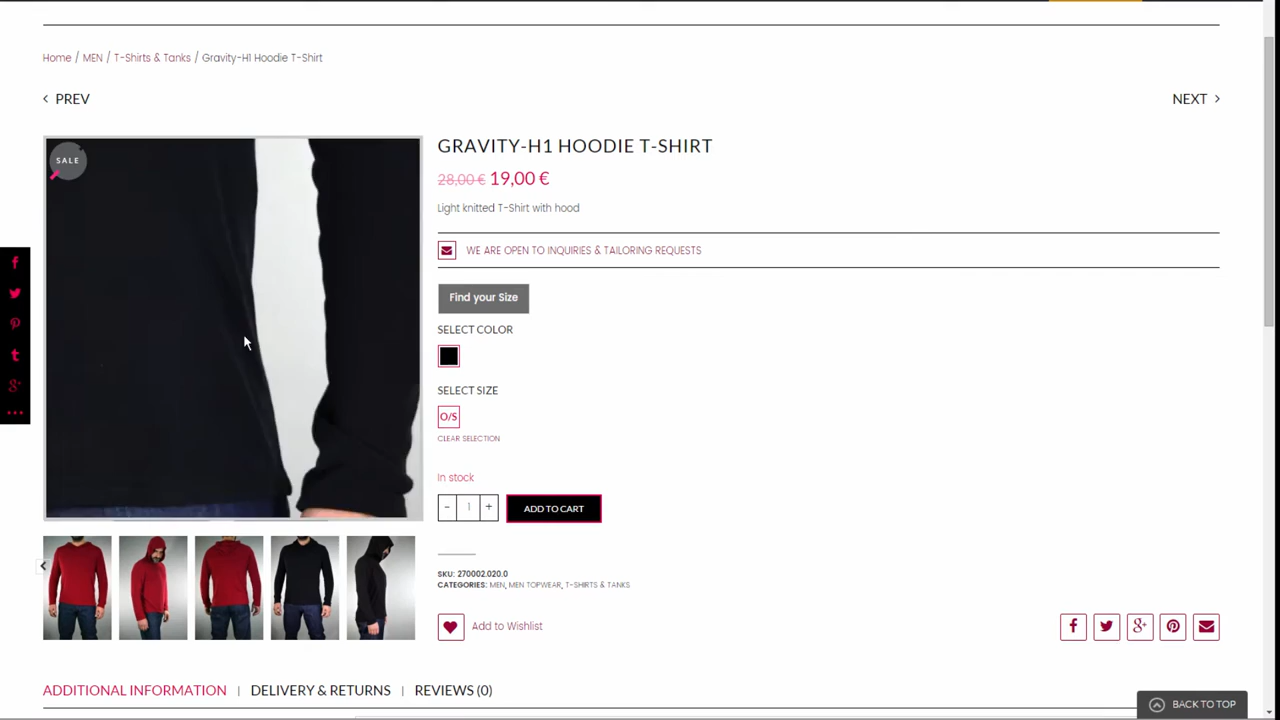 Home / MEN / T-Shirts & Tanks / Gravity-H1 Hoodie T-Shirt
PREV
NEXT
SALE
GRAVITY-H1 HOODIE T-SHIRT
28,00 € 19,00 €
Light knitted T-Shirt with hood
WE ARE OPEN TO INQUIRIES & TAILORING REQUESTS
Find your Size
SELECT COLOR
SELECT SIZE
O/S
CLEAR SELECTION
In stock
- 1 + ADD TO CART
SKU: 270002.020.0
CATEGORIES: MEN, MEN TOPWEAR, T-SHIRTS & TANKS
Add to Wishlist
ADDITIONAL INFORMATION | DELIVERY & RETURNS | REVIEWS (0)
BACK TO TOP